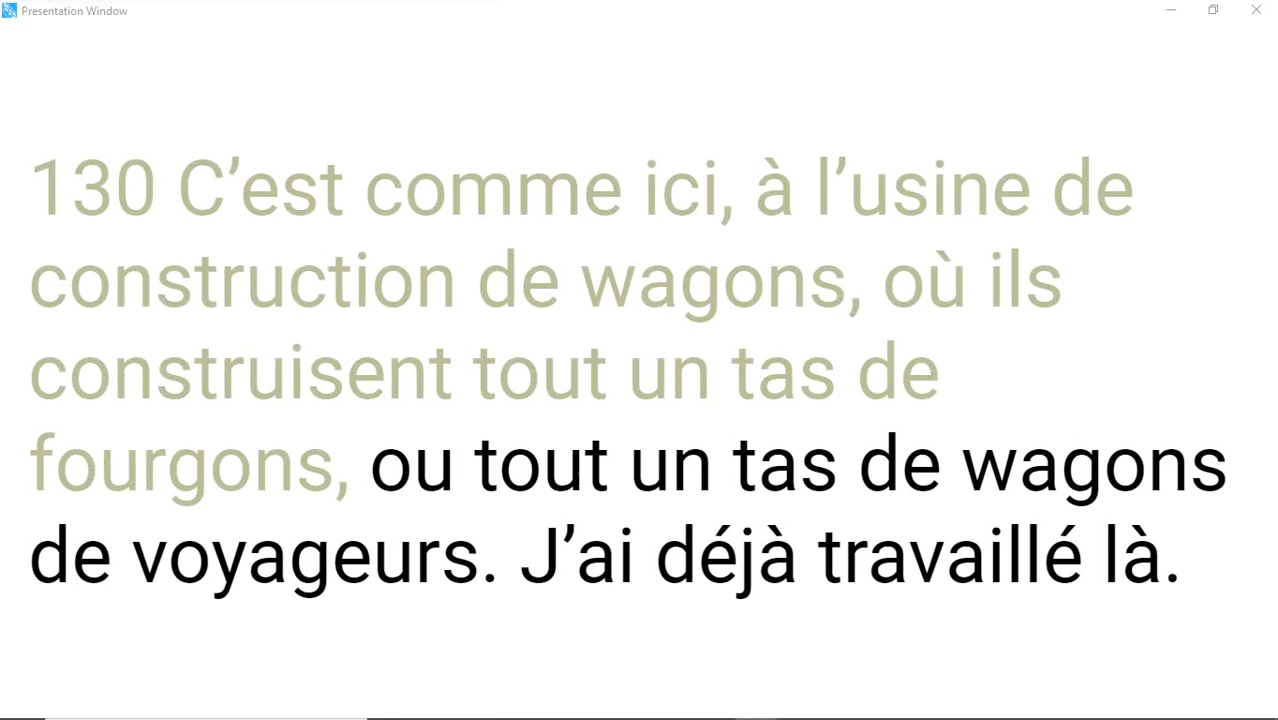 Presentation Window
130 C’est comme ici, à l’usine de
construction de wagons, où ils
construisent tout un tas de
fourgons, ou tout un tas de wagons
de voyageurs. J’ai déjà travaillé là.